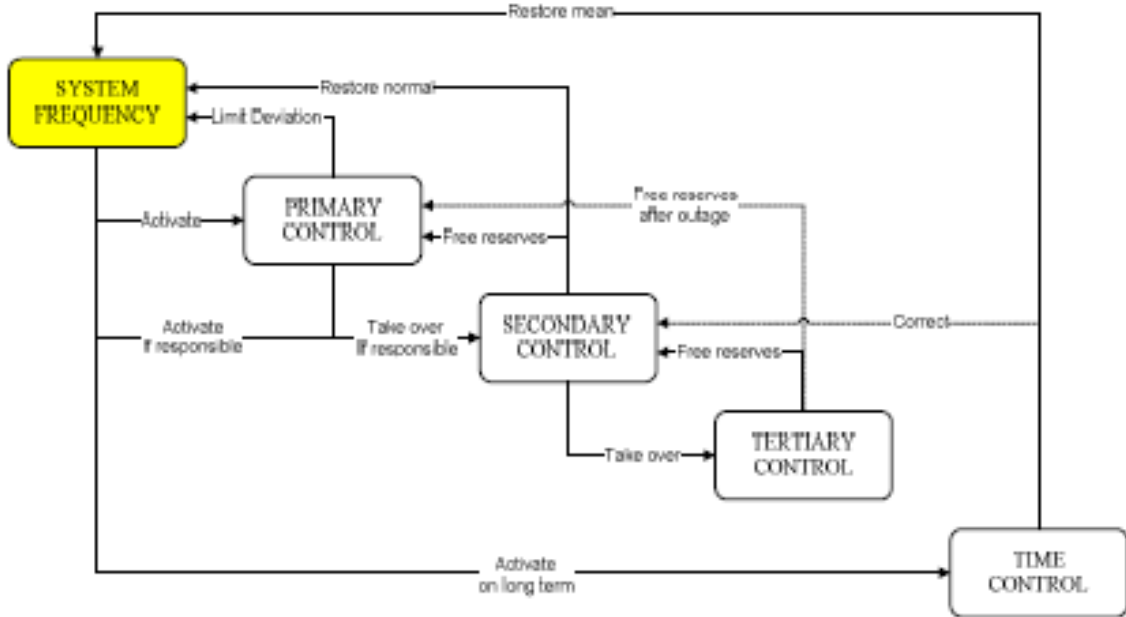 Restore mean
SYSTEM
FREQUENCY
Restore normal
Limit Deviation
PRIMARY
CONTROL
Free reserves
after outage
Activate
Free reserves
Activate
If responsible
Take over
If responsible
SECONDARY
CONTROL
Correct
Free reserves
Take over
TERTIARY
CONTROL
Activate
on long term
TIME
CONTROL